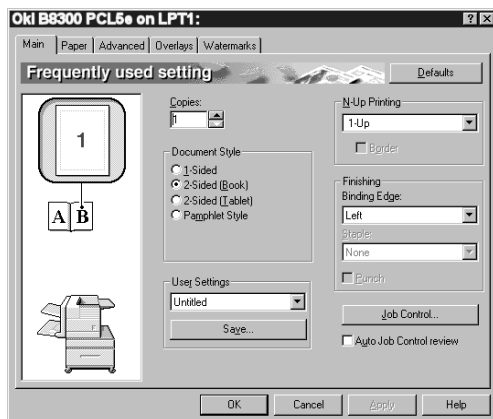 Oki B8300 PCL5e on LPT1:
Main Paper Advanced Overlays Watermarks
Frequently used setting
Defaults
1
A B
Copies:
1
Document Style
1-Sided
2-Sided (Book)
2-Sided (Tablet)
Pamphlet Style
User Settings
Untitled
Save...
N-Up Printing
1-Up
Border
Finishing
Binding Edge:
Left
Staple:
None
Punch
Job Control...
Auto Job Control review
OK Cancel Apply Help